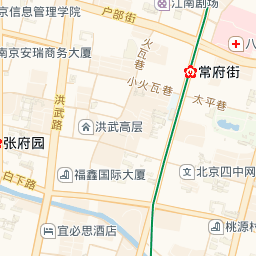 江南剧场
户部街
京信息管理学院
火瓦巷
八
南京安瑞商务大厦
常府街
小火瓦巷
太平巷
洪武路
洪武高层
张府园
白下路
福鑫国际大厦
北京四中网
桃源村
宜必思酒店